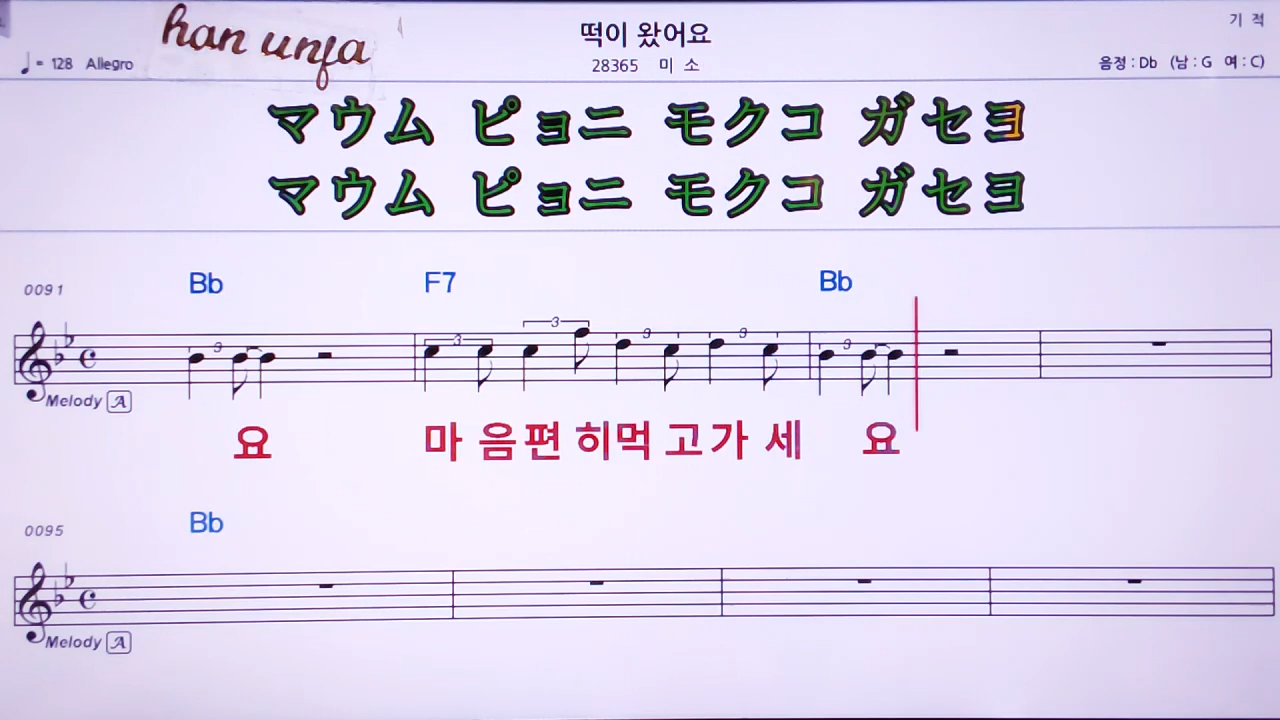 han unfa
떡이 왔어요
기 적
♩= 128 Allegro
28365 미 소
음정 : Db (남 : G 여 : C)
マウム ピョニ モクコ ガセヨ
マウム ピョニ モクコ ガセヨ
0091
Bb F7 Bb
3 3 3 3 3 3
Melody A
요 마 음 편 히 먹 고 가 세 요
0095
Bb
Melody A